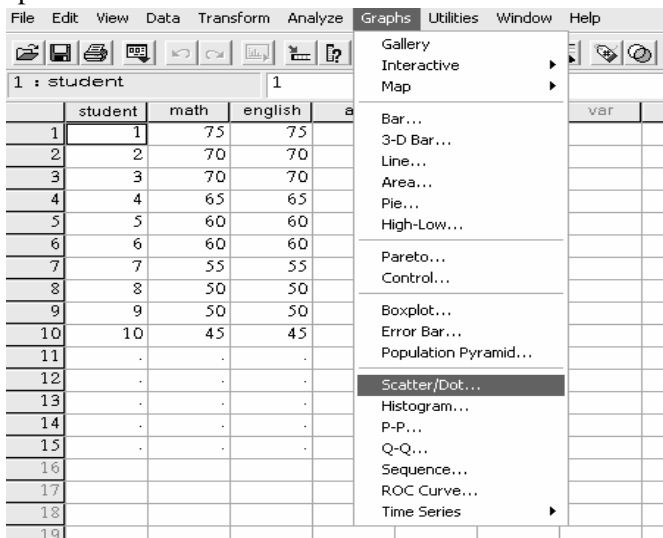 File Edit View Data Transform Analyze Graphs Utilities Window Help
1 : student 1
student math english a var
1 1 75 75
2 2 70 70
3 3 70 70
4 4 65 65
5 5 60 60
6 6 60 60
7 7 55 55
8 8 50 50
9 9 50 50
10 10 45 45
11 . . .
12 . . .
13 . . .
14 . . .
15 . . .
16
17
18
19
Gallery
Interactive
Map
Bar...
3-D Bar...
Line...
Area...
Pie...
High-Low...
Pareto...
Control...
Boxplot...
Error Bar...
Population Pyramid...
Scatter/Dot...
Histogram...
P-P...
Q-Q...
Sequence...
ROC Curve...
Time Series